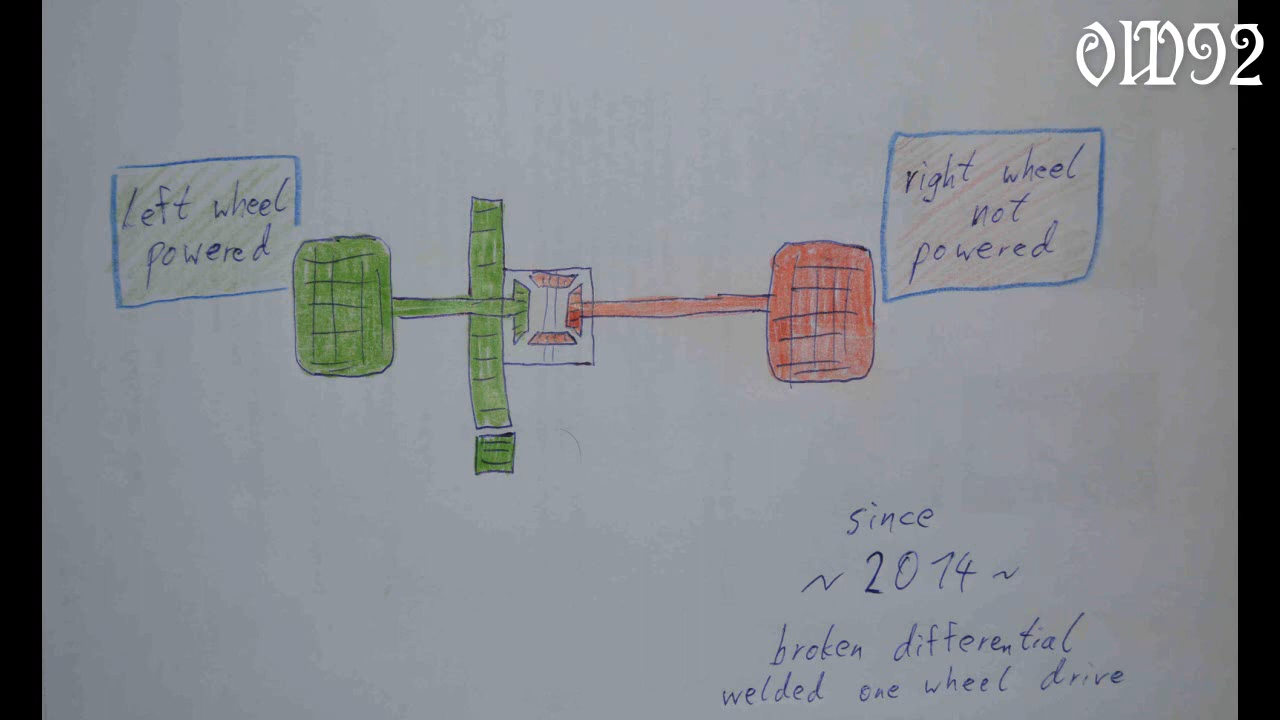 OW92
Left wheel
powered
right wheel
not
powered
since
~ 2014 ~
broken differential
welded one wheel drive